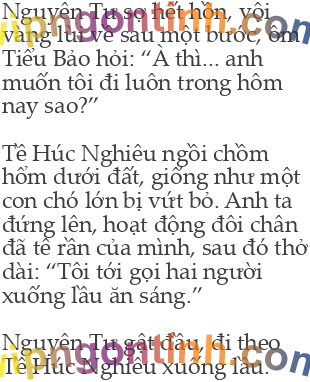 Nguyên Tư sợ hết hồn, vội
vàng lui về sau một bước, ôm
Tiểu Bảo hỏi: “À thì... anh
muốn tôi đi luôn trong hôm
nay sao?”
Tề Húc Nghiêu ngồi chồm
hổm dưới đất, giống như một
con chó lớn bị vứt bỏ. Anh ta
đứng lên, hoạt động đôi chân
đã tê rần của mình, sau đó thở
dài: “Tôi tới gọi hai người
xuống lầu ăn sáng.”
Nguyên Tư gật đầu, đi theo
Tề Húc Nghiêu xuống lầu.
vipngontinh.com
vipngontinh.com